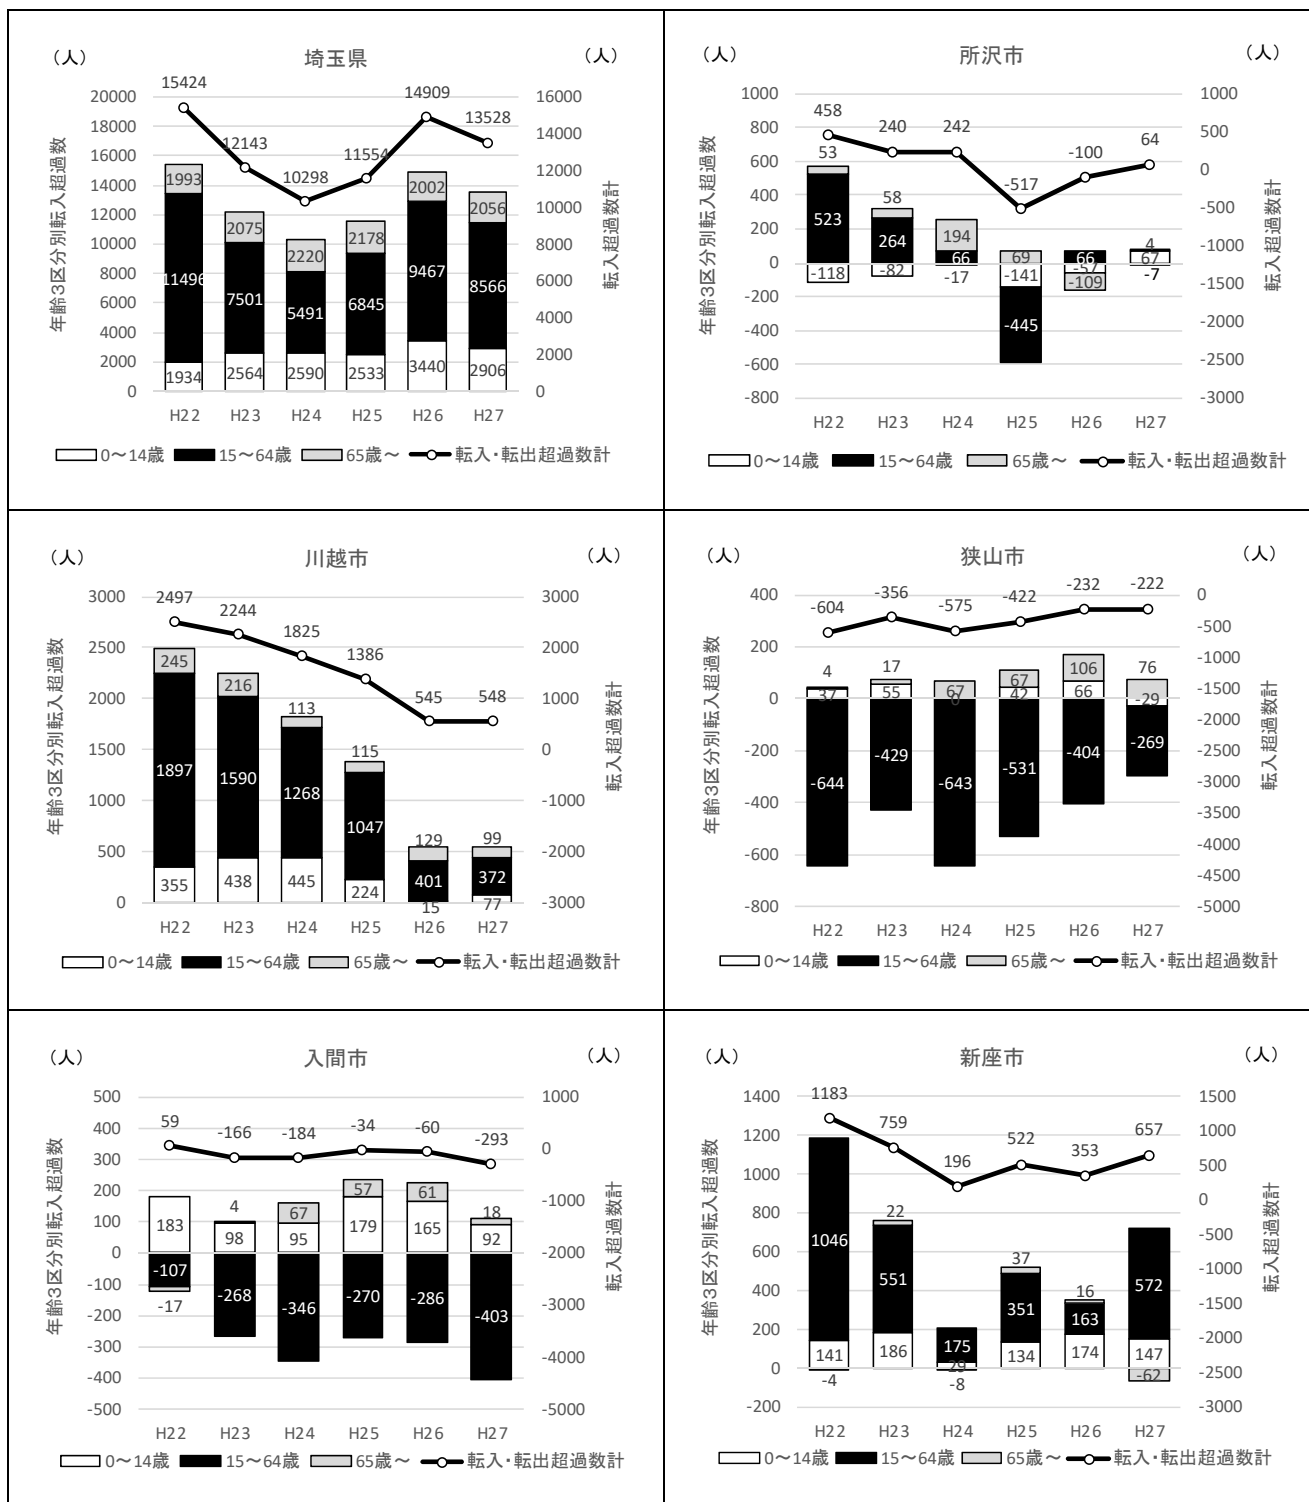 （人） 埼玉県 （人）
年齢3区分別転入超過数
転入超過数計
20000 18000 16000 14000 12000 10000 8000 6000 4000 2000 0
16000 14000 12000 10000 8000 6000 4000 2000 0
15424 12143 10298 11554 14909 13528
1993 2075 2220 2178 2002 2056
11496 7501 5491 6845 9467 8566
1934 2564 2590 2533 3440 2906
H22 H23 H24 H25 H26 H27
0～14歳 15～64歳 65歳～ 転入・転出超過数計
（人） 所沢市 （人）
年齢3区分別転入超過数
転入超過数計
1000 800 600 400 200 0 -200 -400 -600 -800
1000 500 0 -500 -1000 -1500 -2000 -2500 -3000
458 240 242 -517 -100 64
53 58 194 69 -109 4
523 264 66 -445 66 -7
-118 -82 -17 -141 -57 67
H22 H23 H24 H25 H26 H27
0～14歳 15～64歳 65歳～ 転入・転出超過数計
（人） 川越市 （人）
年齢3区分別転入超過数
転入超過数計
3000 2500 2000 1500 1000 500 0
3000 2000 1000 0 -1000 -2000 -3000
2497 2244 1825 1386 545 548
245 216 113 115 129 99
1897 1590 1268 1047 401 372
355 438 445 224 15 77
H22 H23 H24 H25 H26 H27
0～14歳 15～64歳 65歳～ 転入・転出超過数計
（人） 狭山市 （人）
年齢3区分別転入超過数
転入超過数計
400 200 0 -200 -400 -600 -800
0 -500 -1000 -1500 -2000 -2500 -3000 -3500 -4000 -4500 -5000
-604 -356 -575 -422 -232 -222
4 17 67 67 106 76
37 55 0 42 66 -29
-644 -429 -643 -531 -404 -269
H22 H23 H24 H25 H26 H27
0～14歳 15～64歳 65歳～ 転入・転出超過数計
（人） 入間市 （人）
年齢3区分別転入超過数
転入超過数計
500 400 300 200 100 0 -100 -200 -300 -400 -500
1000 0 -1000 -2000 -3000 -4000 -5000
59 -166 -184 -34 -60 -293
-17 4 67 57 61 18
183 98 95 179 165 92
-107 -268 -346 -270 -286 -403
H22 H23 H24 H25 H26 H27
0～14歳 15～64歳 65歳～ 転入・転出超過数計
（人） 新座市 （人）
年齢3区分別転入超過数
転入超過数計
1400 1200 1000 800 600 400 200 0 -200
1500 1000 500 0 -500 -1000 -1500 -2000 -2500 -3000
1183 759 196 522 353 657
-4 22 -8 37 16 -62
1046 551 175 351 163 572
141 186 29 134 174 147
H22 H23 H24 H25 H26 H27
0～14歳 15～64歳 65歳～ 転入・転出超過数計